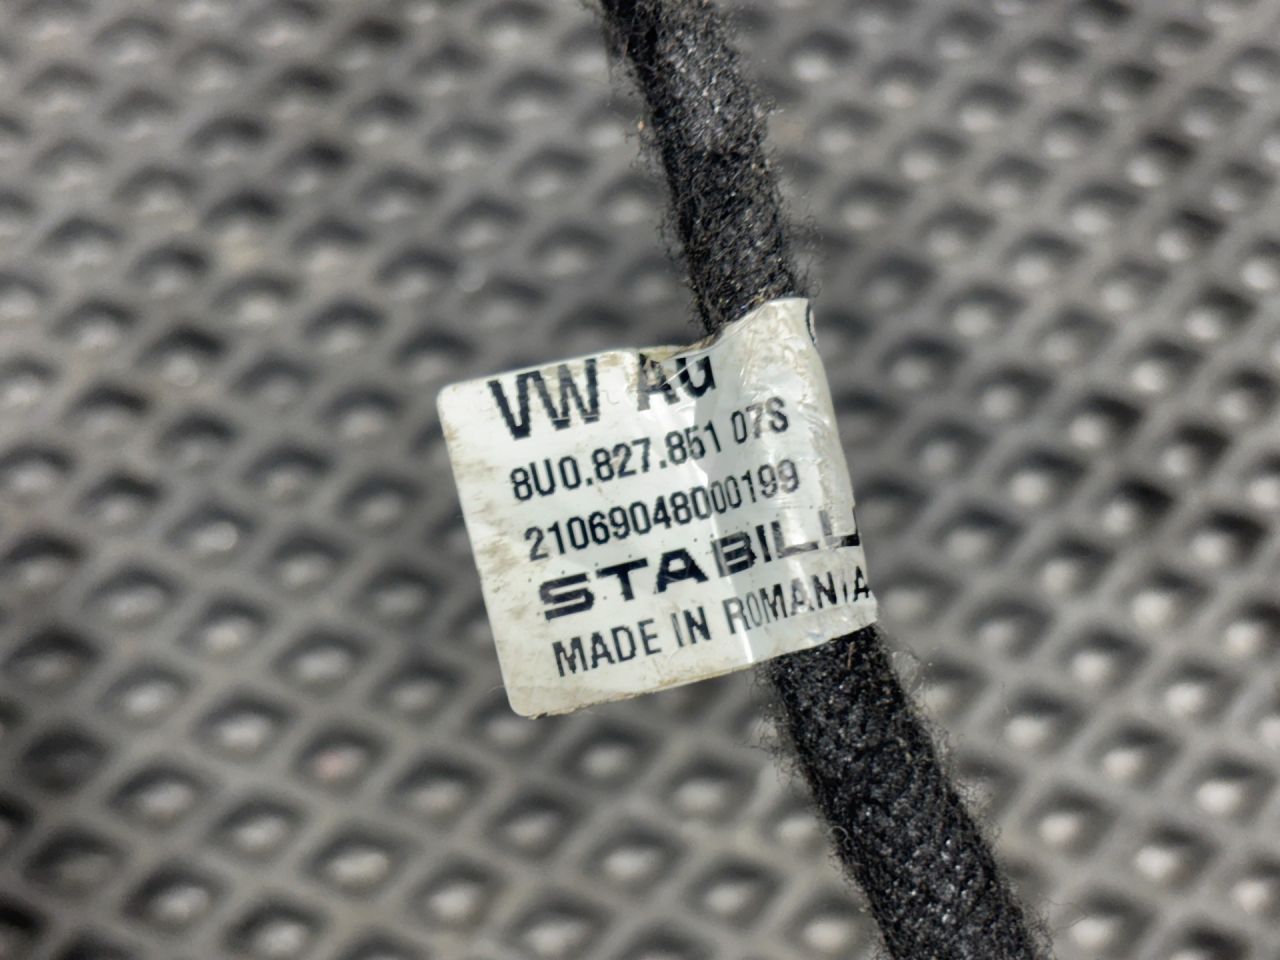 VW AG
8U0.827.851 07S
21069048000199
STABILL
MADE IN ROMANIA